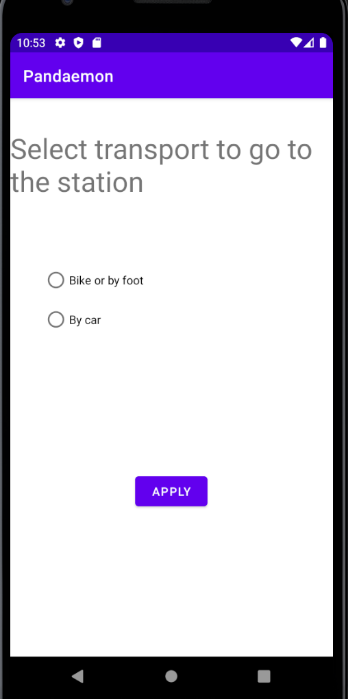 10:53
Pandaemon
Select transport to go to
the station
Bike or by foot
By car
APPLY